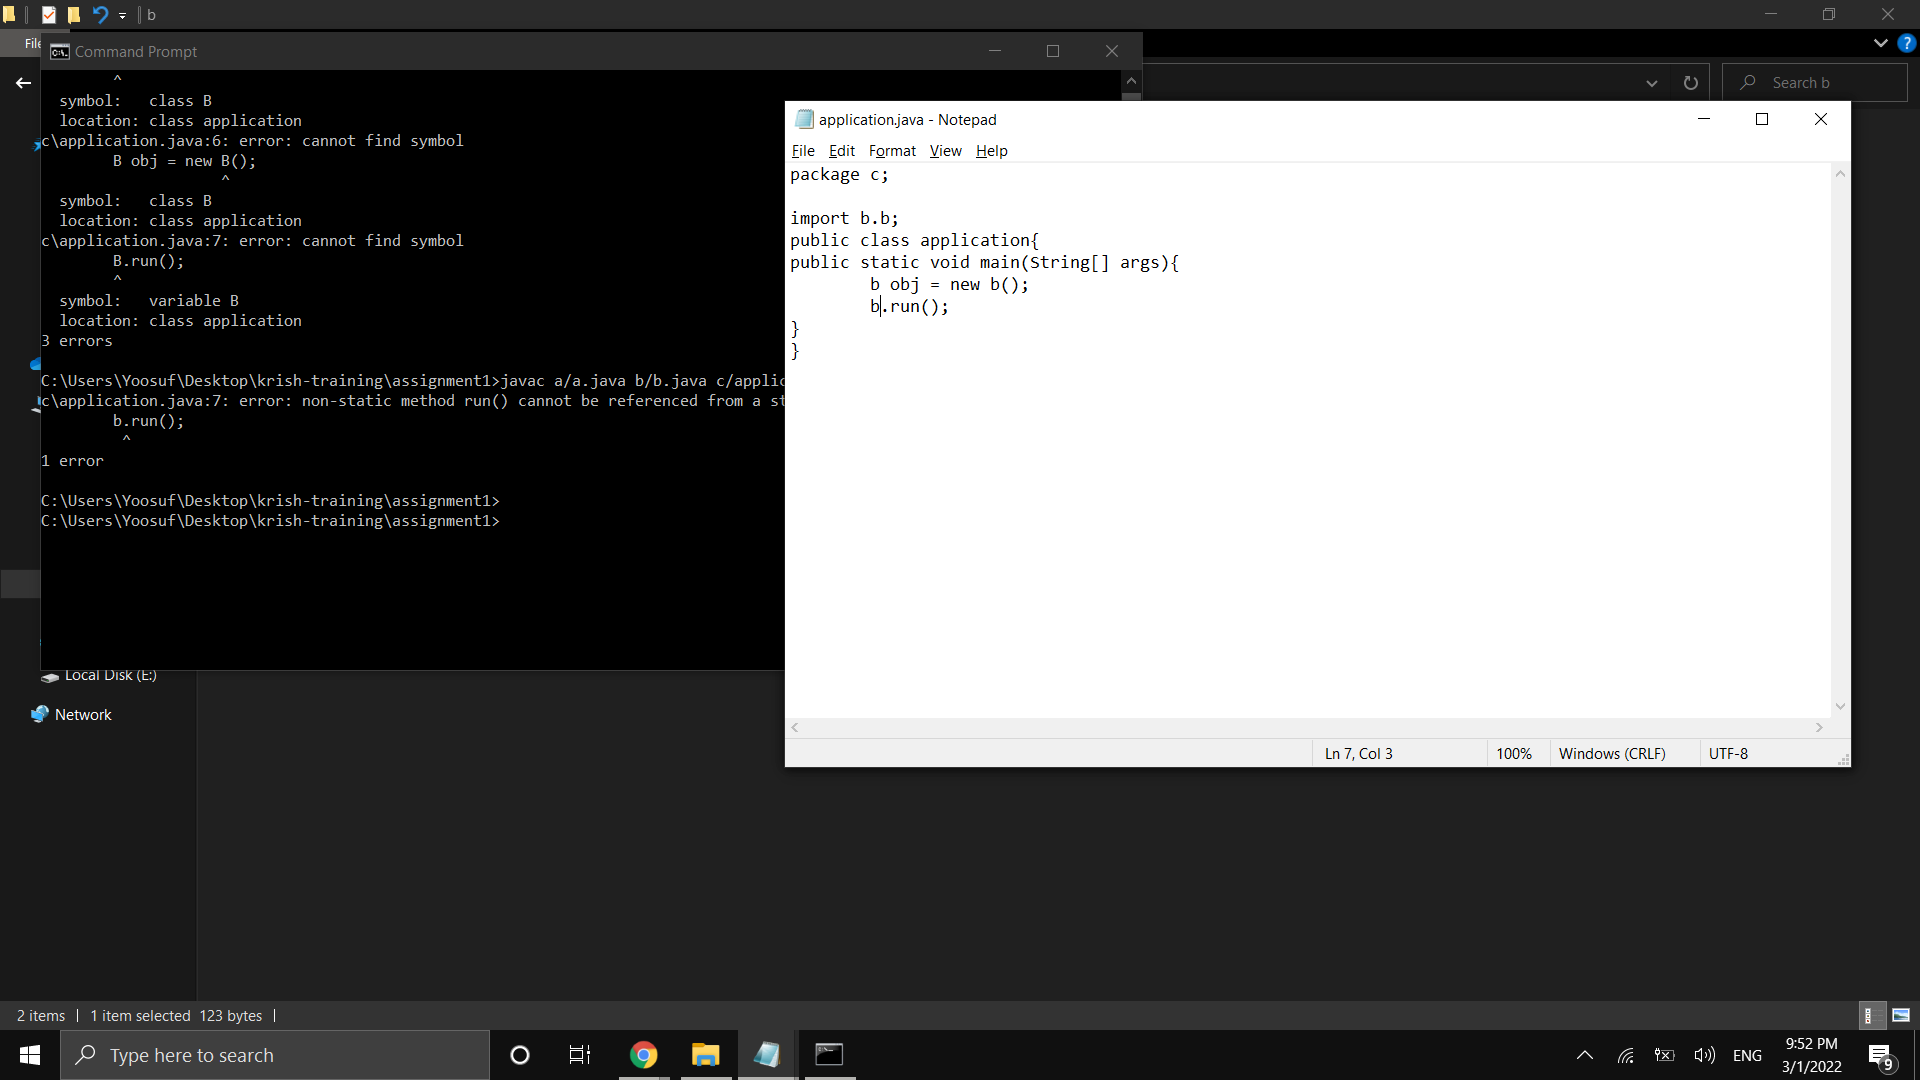 b
File
Command Prompt
^
symbol:   class B
location: class application
c\application.java:6: error: cannot find symbol
B obj = new B();
^
symbol:   class B
location: class application
c\application.java:7: error: cannot find symbol
B.run();
^
symbol:   variable B
location: class application
3 errors
C:\Users\Yoosuf\Desktop\krish-training\assignment1>javac a/a.java b/b.java c/applic
c\application.java:7: error: non-static method run() cannot be referenced from a st
b.run();
^
1 error
C:\Users\Yoosuf\Desktop\krish-training\assignment1>
C:\Users\Yoosuf\Desktop\krish-training\assignment1>
Search b
application.java - Notepad
File Edit Format View Help
package c;
import b.b;
public class application{
public static void main(String[] args){
b obj = new b();
b.run();
}
}
Ln 7, Col 3 100% Windows (CRLF) UTF-8
Local Disk (E:)
Network
2 items 1 item selected 123 bytes
Type here to search
ENG
9:52 PM
3/1/2022
9